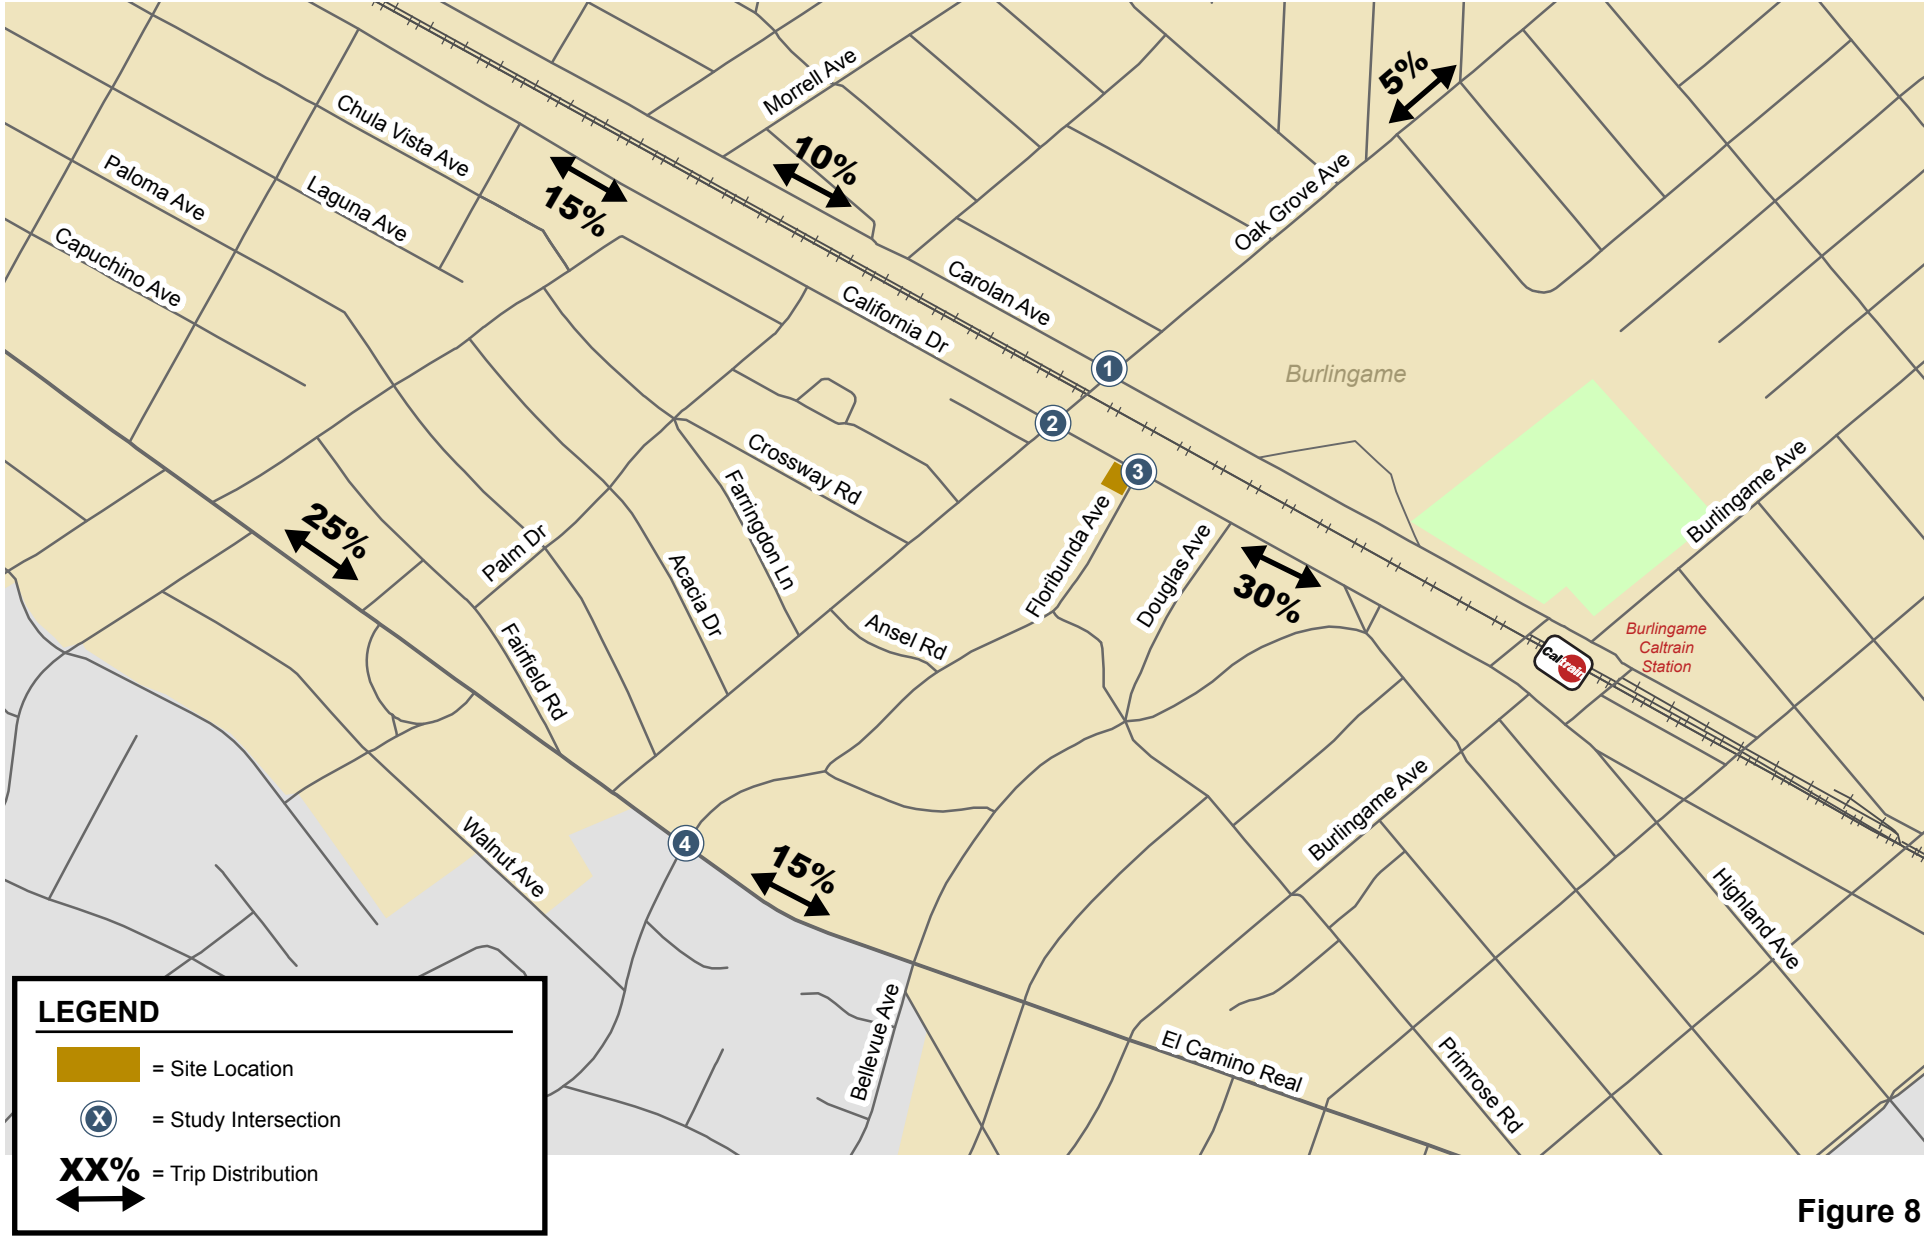 Morrell Ave
5%
Chula Vista Ave
10%
Paloma Ave
Laguna Ave
15%
Oak Grove Ave
Capuchino Ave
Carolan Ave
California Dr
1
Burlingame
2
Crossway Rd
3
Burlingame Ave
Farringdon Ln
25%
Palm Dr
Floribunda Ave
Douglas Ave
Acacia Dr
30%
Ansel Rd
Burlingame
Caltrain
Station
Caltrain
Fairfield Rd
Burlingame Ave
Walnut Ave
4
15%
Highland Ave
Bellevue Ave
El Camino Real
Primrose Rd
LEGEND
= Site Location
X = Study Intersection
XX% = Trip Distribution
Figure 8